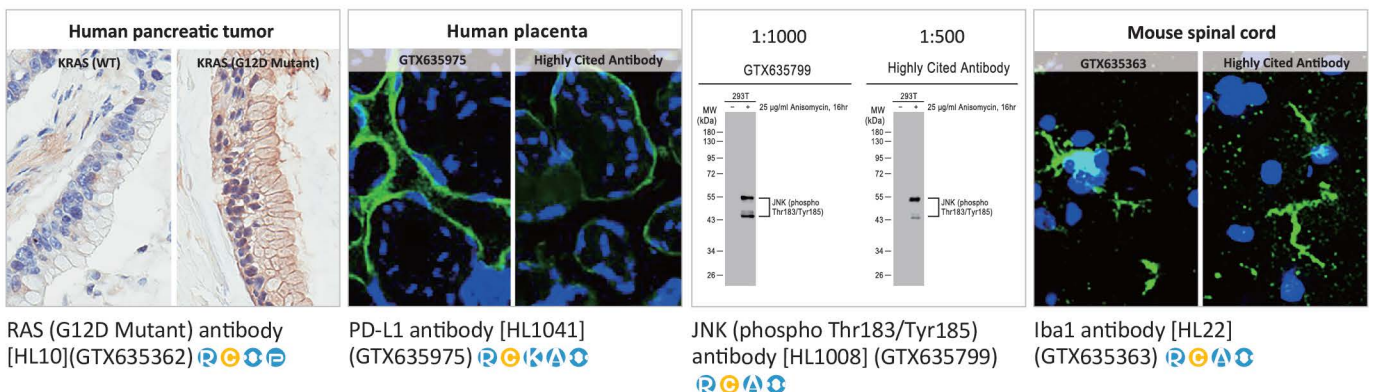 Human pancreatic tumor
KRAS (WT)
KRAS (G12D Mutant)
RAS (G12D Mutant) antibody
[HL10](GTX635362) R C
Human placenta
GTX635975
Highly Cited Antibody
PD-L1 antibody [HL1041]
(GTX635975) R C K A
1:1000
GTX635799
293T
MW
(kDa)
− + 25 µg/ml Anisomycin, 16hr
180
130
95
72
55
43
34
26
JNK (phospho
Thr183/Tyr185)
1:500
Highly Cited Antibody
293T
MW
(kDa)
− + 25 µg/ml Anisomycin, 16hr
180
130
95
72
55
43
34
26
JNK (phospho
Thr183/Tyr185)
JNK (phospho Thr183/Tyr185)
antibody [HL1008] (GTX635799)
R C A
Mouse spinal cord
GTX635363
Highly Cited Antibody
Iba1 antibody [HL22]
(GTX635363) R C A